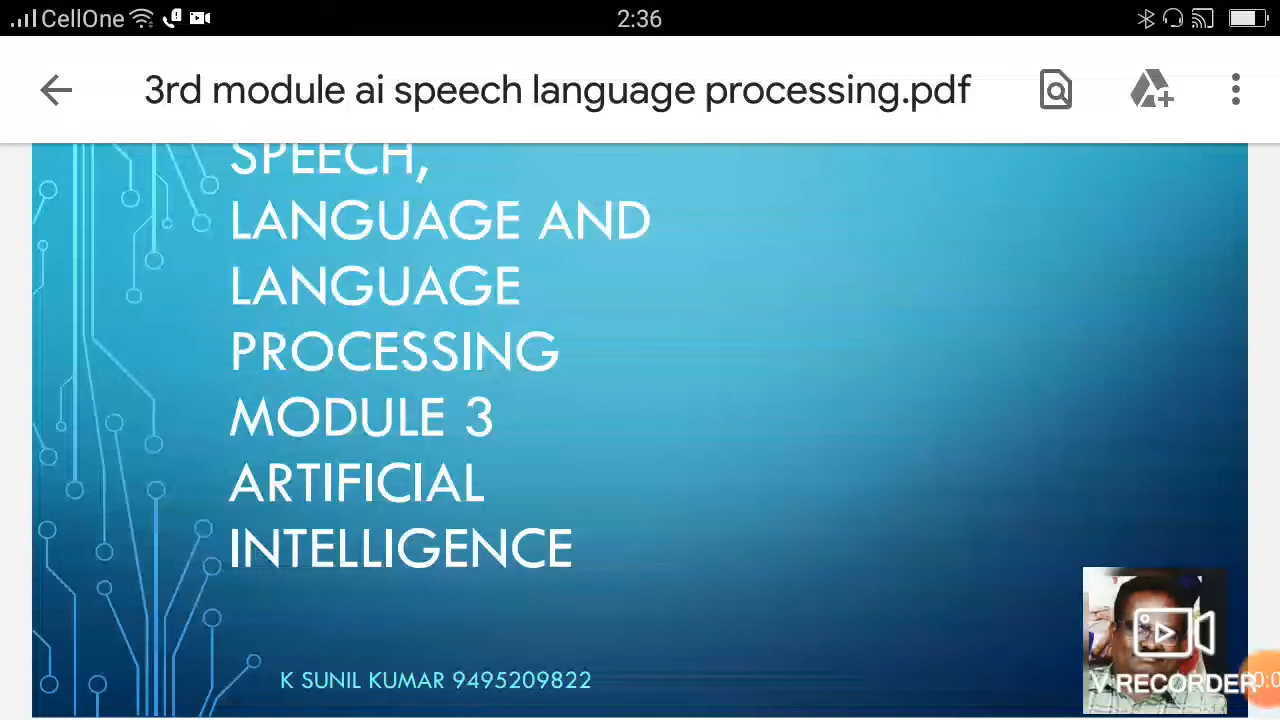 CellOne
2:36
3rd module ai speech language processing.pdf
SPEECH,
LANGUAGE AND
LANGUAGE
PROCESSING
MODULE 3
ARTIFICIAL
INTELLIGENCE
K SUNIL KUMAR 9495209822
V RECORDER